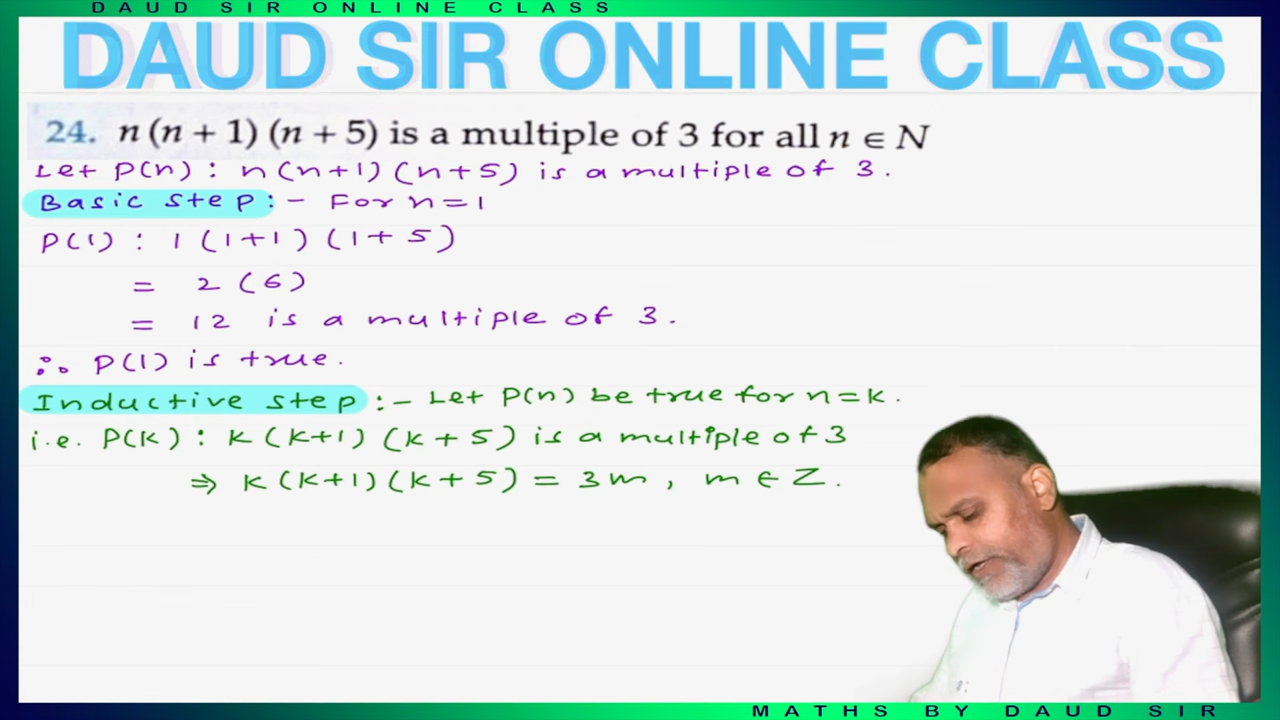 DAUD SIR ONLINE CLASS
DAUD SIR ONLINE CLASS
24. n (n + 1) (n + 5) is a multiple of 3 for all n ∈ N
Let P(n) : n(n+1)(n+5) is a multiple of 3.
Basic step :- For n=1
P(1) : 1(1+1)(1+5)
= 2(6)
= 12 is a multiple of 3.
∴ P(1) is true.
Inductive step :- Let P(n) be true for n=k.
i.e. P(k) : k(k+1)(k+5) is a multiple of 3
⇒ k(k+1)(k+5) = 3m, m ∈ Z.
MATHS BY DAUD SIR